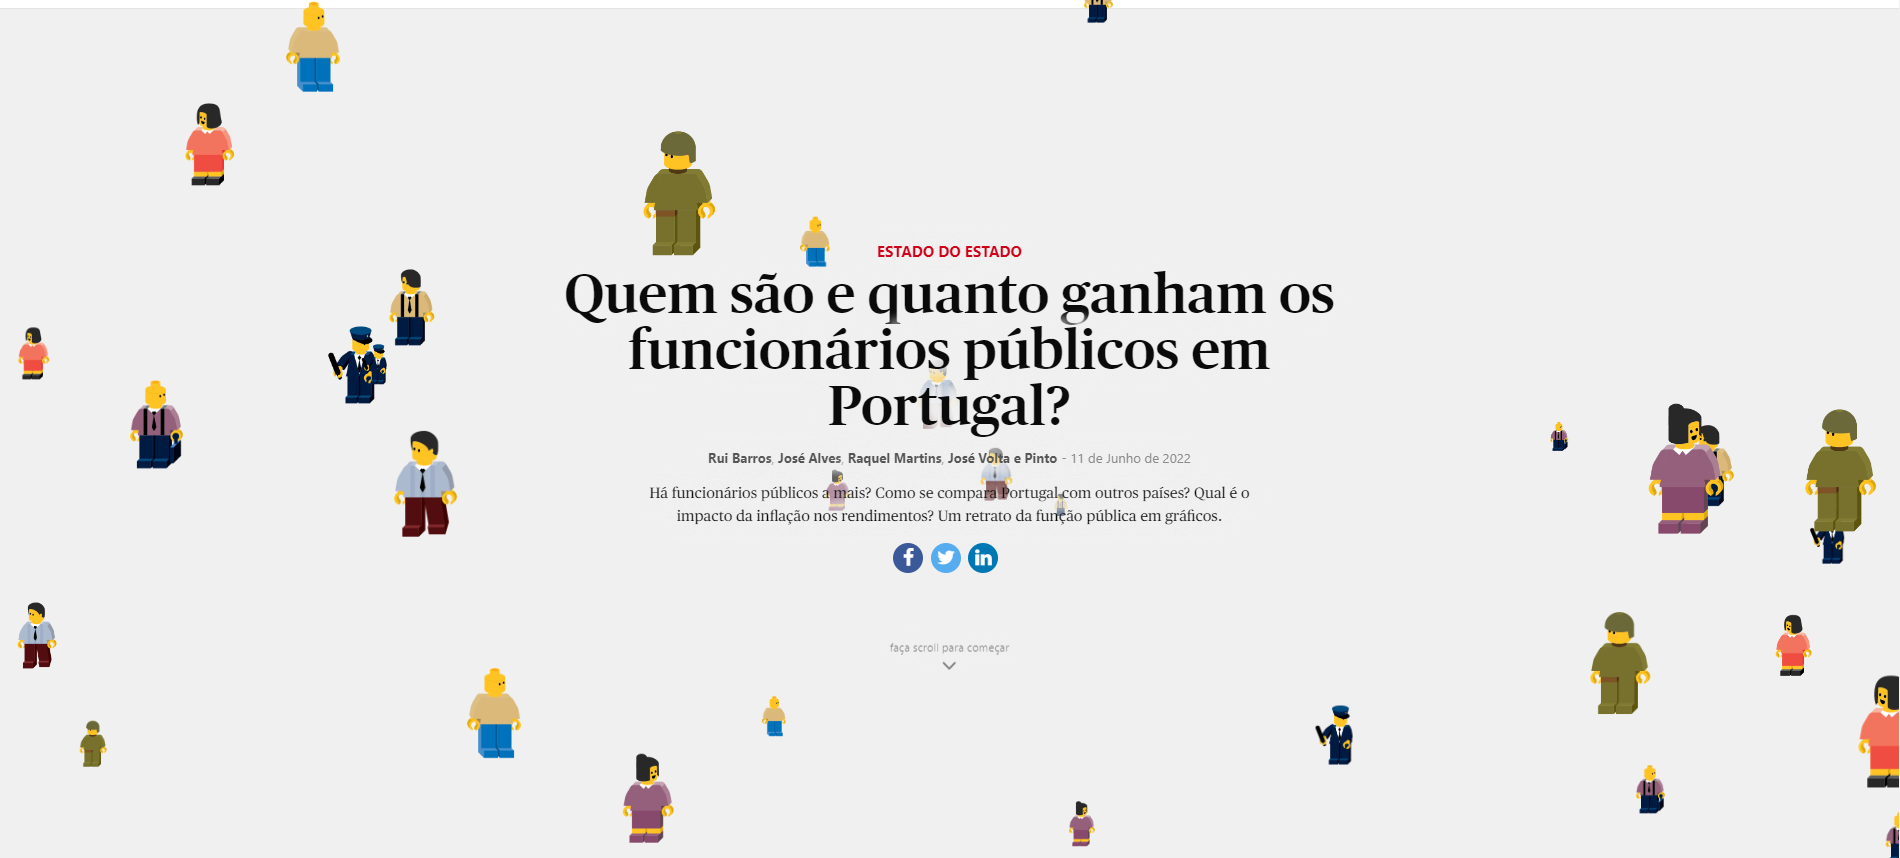 ESTADO DO ESTADO
Quem são e quanto ganham os
funcionários públicos em
Portugal?
Rui Barros, José Alves, Raquel Martins, José Volta e Pinto - 11 de Junho de 2022
Há funcionários públicos a mais? Como se compara Portugal com outros países? Qual é o
impacto da inflação nos rendimentos? Um retrato da função pública em gráficos.
faça scroll para começar